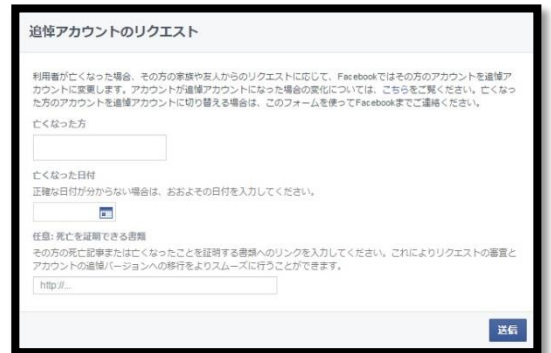 追悼アカウントのリクエスト
利用者が亡くなった場合、その方の家族や友人からのリクエストに応じて、Facebookではその方のアカウントを追悼ア
カウントに変更します。アカウントが追悼アカウントになった場合の変化については、こちらをご覧ください。亡くなっ
た方のアカウントを追悼アカウントに切り替える場合は、このフォームを使ってFacebookまでご連絡ください。
亡くなった方
亡くなった日付
正確な日付が分からない場合は、おおよその日付を入力してください。
任意: 死亡を証明できる書類
その方の死亡記事または亡くなったことを証明する書類へのリンクを入力してください。これによりリクエストの審査と
アカウントの追悼バージョンへの移行をよりスムーズに行うことができます。
http://...
送信